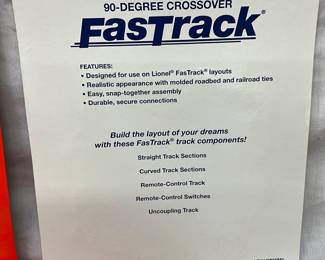 90-DEGREE CROSSOVER
FasTrack®
FEATURES:
• Designed for use on Lionel® FasTrack® layouts
• Realistic appearance with molded roadbed and railroad ties
• Easy, snap-together assembly
• Durable, secure connections
Build the layout of your dreams
with these FasTrack® track components!
Straight Track Sections
Curved Track Sections
Remote-Control Track
Remote-Control Switches
Uncoupling Track